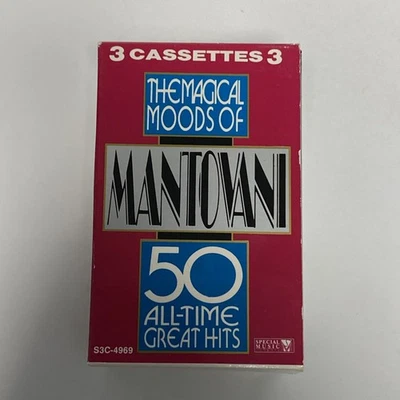 3 CASSETTES 3
THE MAGICAL
MOODS OF
MANTOVANI
50
ALL-TIME
GREAT HITS
S3C-4969
SPECIAL
MUSIC